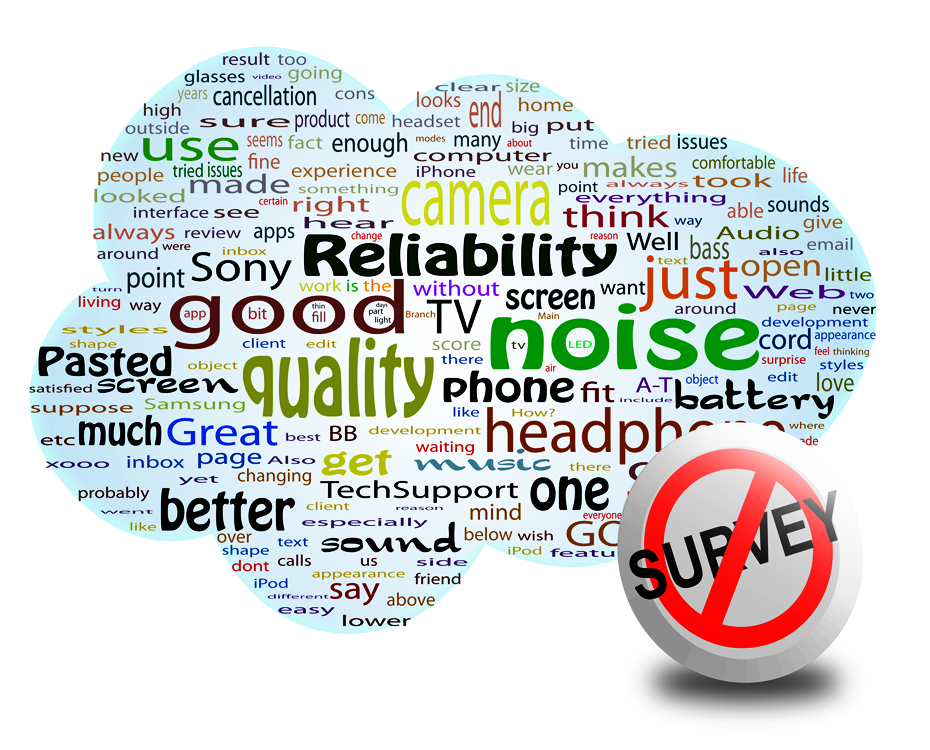 result too
glasses video going
clear size
years cancellation cons
looks end home
high
sure product come headset
big put
outside
use seems fact enough modes many about time tried issues
new
fine
computer
you makes comfortable
people tried issues
experience iPhone wear
life
made something camera point always took
looked
certain right
everything
interface see hear think way able sounds
always review apps change reason Well Audio give
around were inbox Reliability text bass also email
point Sony just open little
turn work is the without screen want Web two
living way good TV noise around page never
app bit thin fill days part light Branch Main
styles score tv LED cord development appearance
shape client edit
Pasted object quality there air surprise feel thinking
satisfied screen phone fit A-T object edit styles
include battery love
suppose Samsung like How?
etc much Great best BB development headphone where
waiting
xooo inbox page Also get music there
yet changing
probably TechSupport one
went better client reason mind everyone
like especially GO
over text sound below wish
shape us side iPod featu
dont calls
iPod appearance friend
different say above
easy
lower
SURVEY